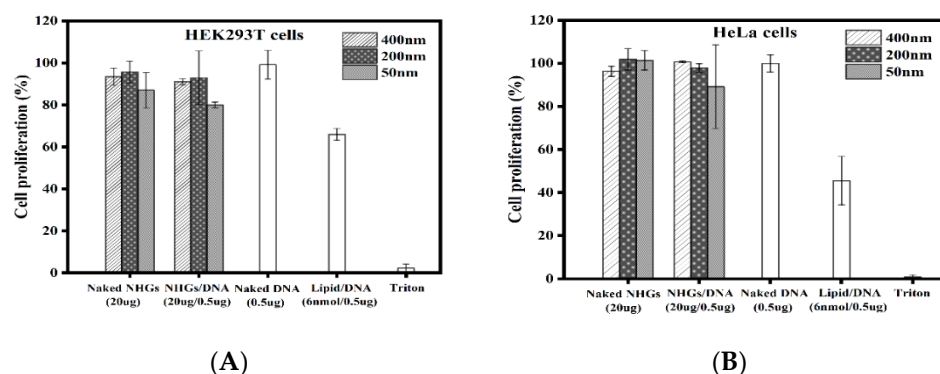 HEK293T cells
400nm
200nm
50nm
Cell proliferation (%)
120
100
80
60
40
20
0
Naked NHGs NHGs/DNA Naked DNA Lipid/DNA Triton
(20ug) (20ug/0.5ug) (0.5ug) (6nmol/0.5ug)
(A)
HeLa cells
400nm
200nm
50nm
Cell proliferation (%)
120
100
80
60
40
20
0
Naked NHGs NHGs/DNA Naked DNA Lipid/DNA Triton
(20ug) (20ug/0.5ug) (0.5ug) (6nmol/0.5ug)
(B)